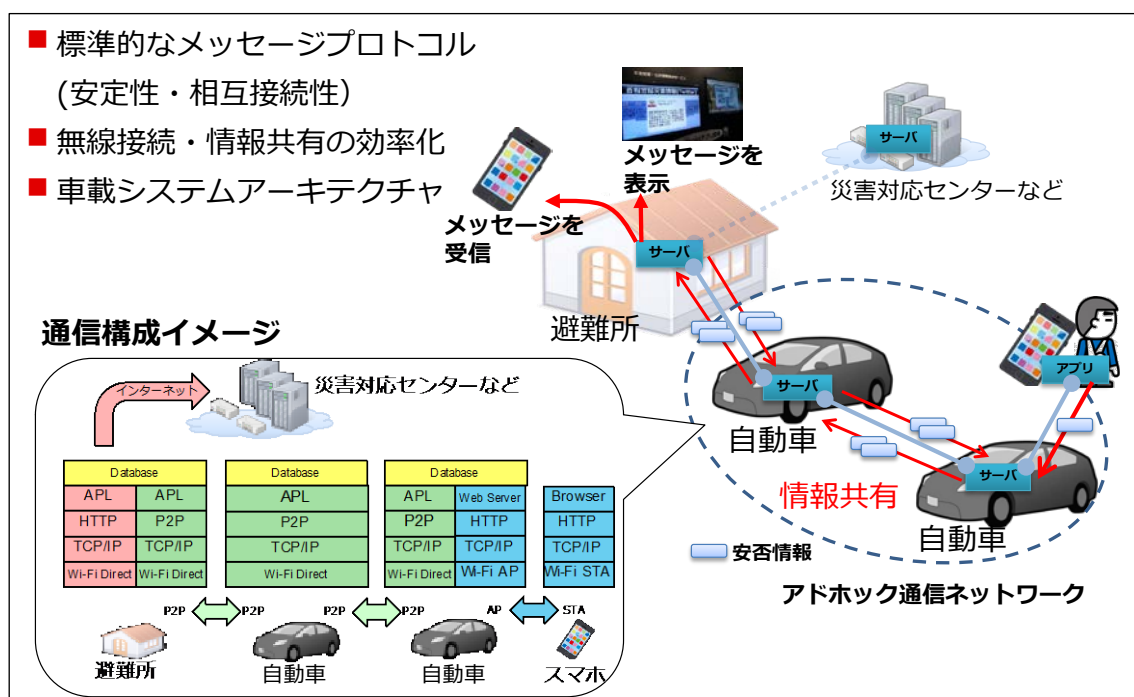 ■ 標準的なメッセージプロトコル
(安定性・相互接続性)
■ 無線接続・情報共有の効率化
■ 車載システムアーキテクチャ
メッセージを
表示
サーバ
災害対応センターなど
メッセージを
受信
サーバ
避難所
アプリ
サーバ
自動車
サーバ
情報共有
自動車
安否情報
アドホック通信ネットワーク
通信構成イメージ
インターネット
災害対応センターなど
Database Database Database
APL APL APL APL Web Server Browser
HTTP P2P P2P P2P HTTP HTTP
TCP/IP TCP/IP TCP/IP TCP/IP TCP/IP TCP/IP
Wi-Fi Direct Wi-Fi Direct Wi-Fi Direct Wi-Fi Direct Wi-Fi AP Wi-Fi STA
P2P P2P P2P P2P AP STA
避難所 自動車 自動車 スマホ